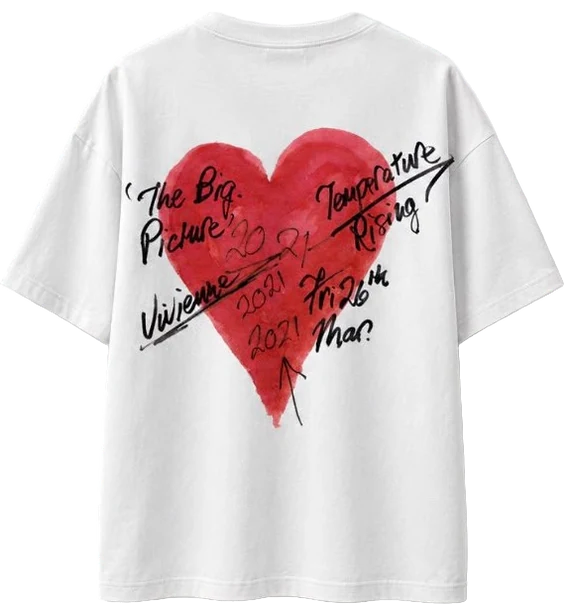 'The Big
Picture'
Vivienne
20 21
2021
2021
Temperature
Rising
Fri 26th
Mar.